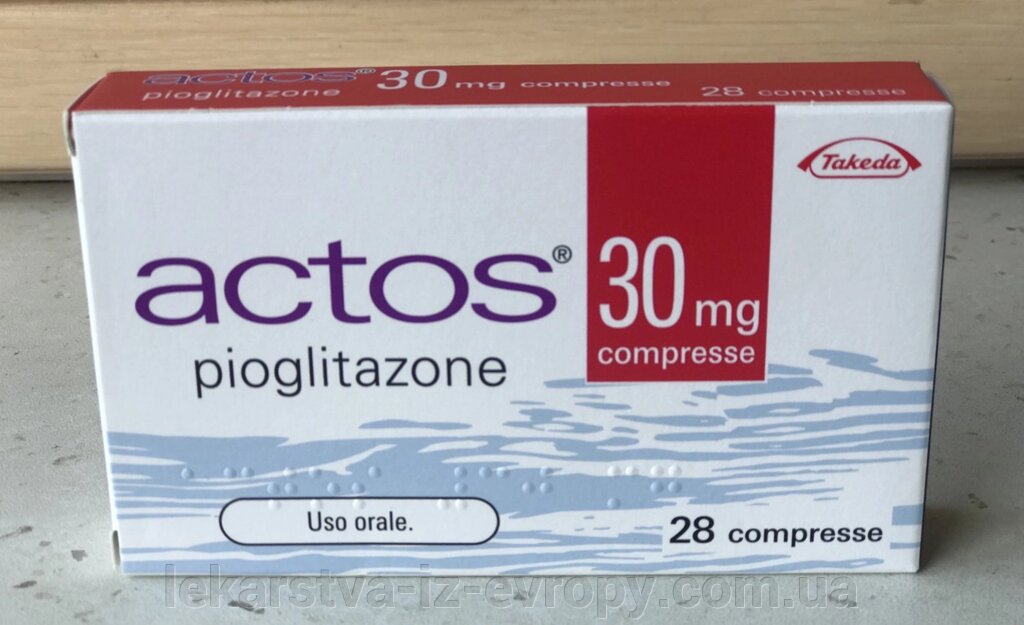 actos® 30 mg compresse 28 compresse
pioglitazone
Takeda
actos®
pioglitazone
30 mg
compresse
Uso orale.
28 compresse
lekarstva-iz-evropy.com.ua